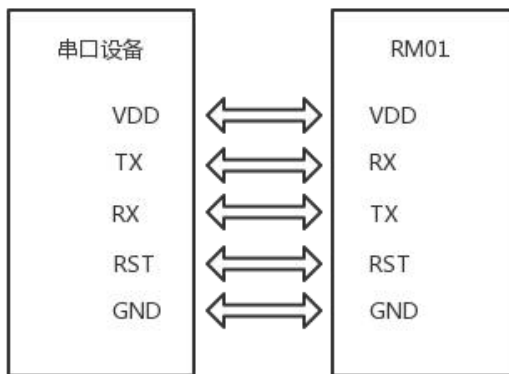 串口设备 RM01
VDD VDD
TX RX
RX TX
RST RST
GND GND